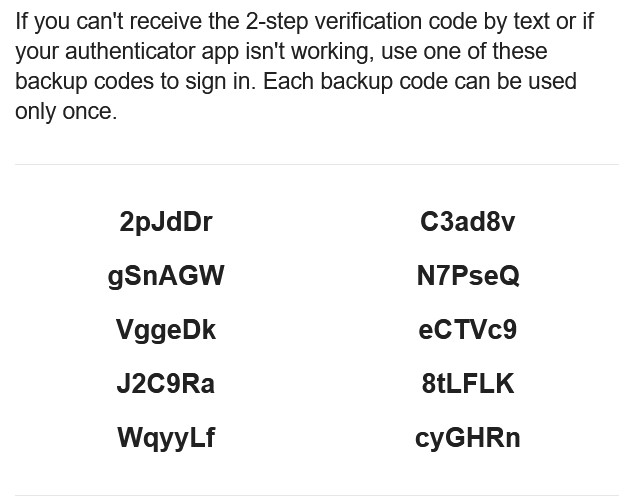 If you can't receive the 2-step verification code by text or if
your authenticator app isn't working, use one of these
backup codes to sign in. Each backup code can be used
only once.
2pJdDr C3ad8v
gSnAGW N7PseQ
VggeDk eCTVc9
J2C9Ra 8tLFLK
WqyyLf cyGHRn